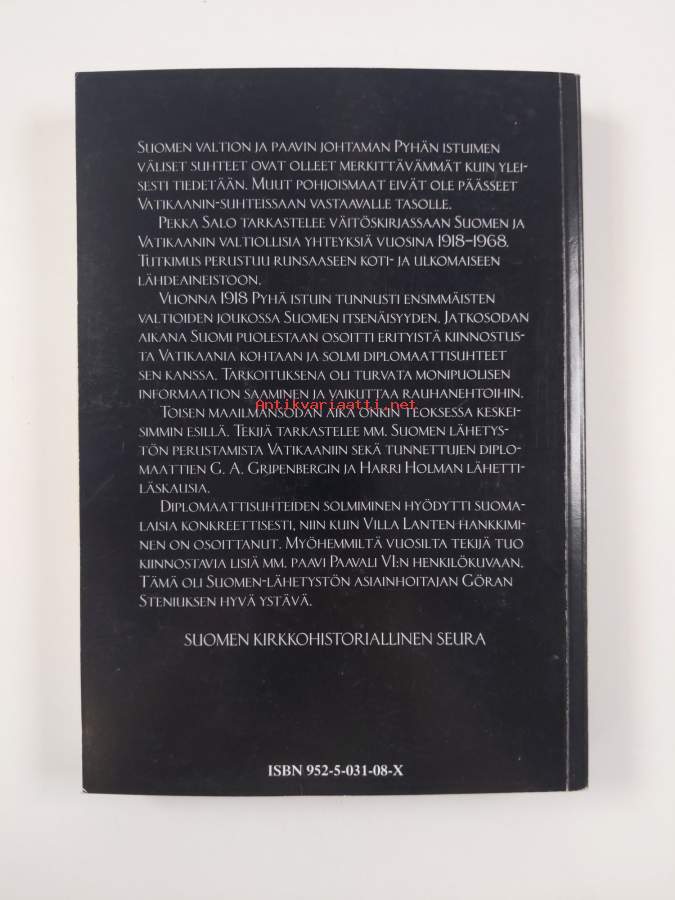 Suomen valtion ja paavin johtaman Pyhän istuimen
väliset suhteet ovat olleet merkittävämmät kuin ylei-
sesti tiedetään. Muut pohjoismaat eivät ole päässeet
Vatikaanin-suhteissaan vastaavalle tasolle.
Pekka Salo tarkastelee väitöskirjassaan Suomen ja
Vatikaanin valtiollisia yhteyksiä vuosina 1918–1968.
Tutkimus perustuu runsaaseen koti- ja ulkomaiseen
lähdeaineistoon.
Vuonna 1918 Pyhä istuin tunnusti ensimmäisten
valtioiden joukossa Suomen itsenäisyyden. Jatkosodan
aikana Suomi puolestaan osoitti erityistä kiinnostus-
ta Vatikaania kohtaan ja solmi diplomaattisuhteet
sen kanssa. Tarkoituksena oli turvata monipuolisen
informaation saaminen ja vaikuttaa rauhanehtoihin.
Antikvariaatti.net
Toisen maailmansodan aika onkin teoksessa keskei-
simmin esillä. Tekijä tarkastelee mm. Suomen lähetys-
tön perustamista Vatikaaniin sekä tunnettujen diplo-
maattien G. A. Gripenbergin ja Harri Holman lähetti-
läskausia.
Diplomaattisuhteiden solmiminen hyödytti suoma-
laisia konkreettisesti, niin kuin Villa Lanten hankkimi-
nen on osoittanut. Myöhemmiltä vuosilta tekijä tuo
kiinnostavia lisiä mm. paavi Paavali VI:n henkilökuvaan.
Tämä oli Suomen-lähetystön asiainhoitajan Göran
Steniuksen hyvä ystävä.
SUOMEN KIRKKOHISTORIALLINEN SEURA
ISBN 952-5-031-08-X